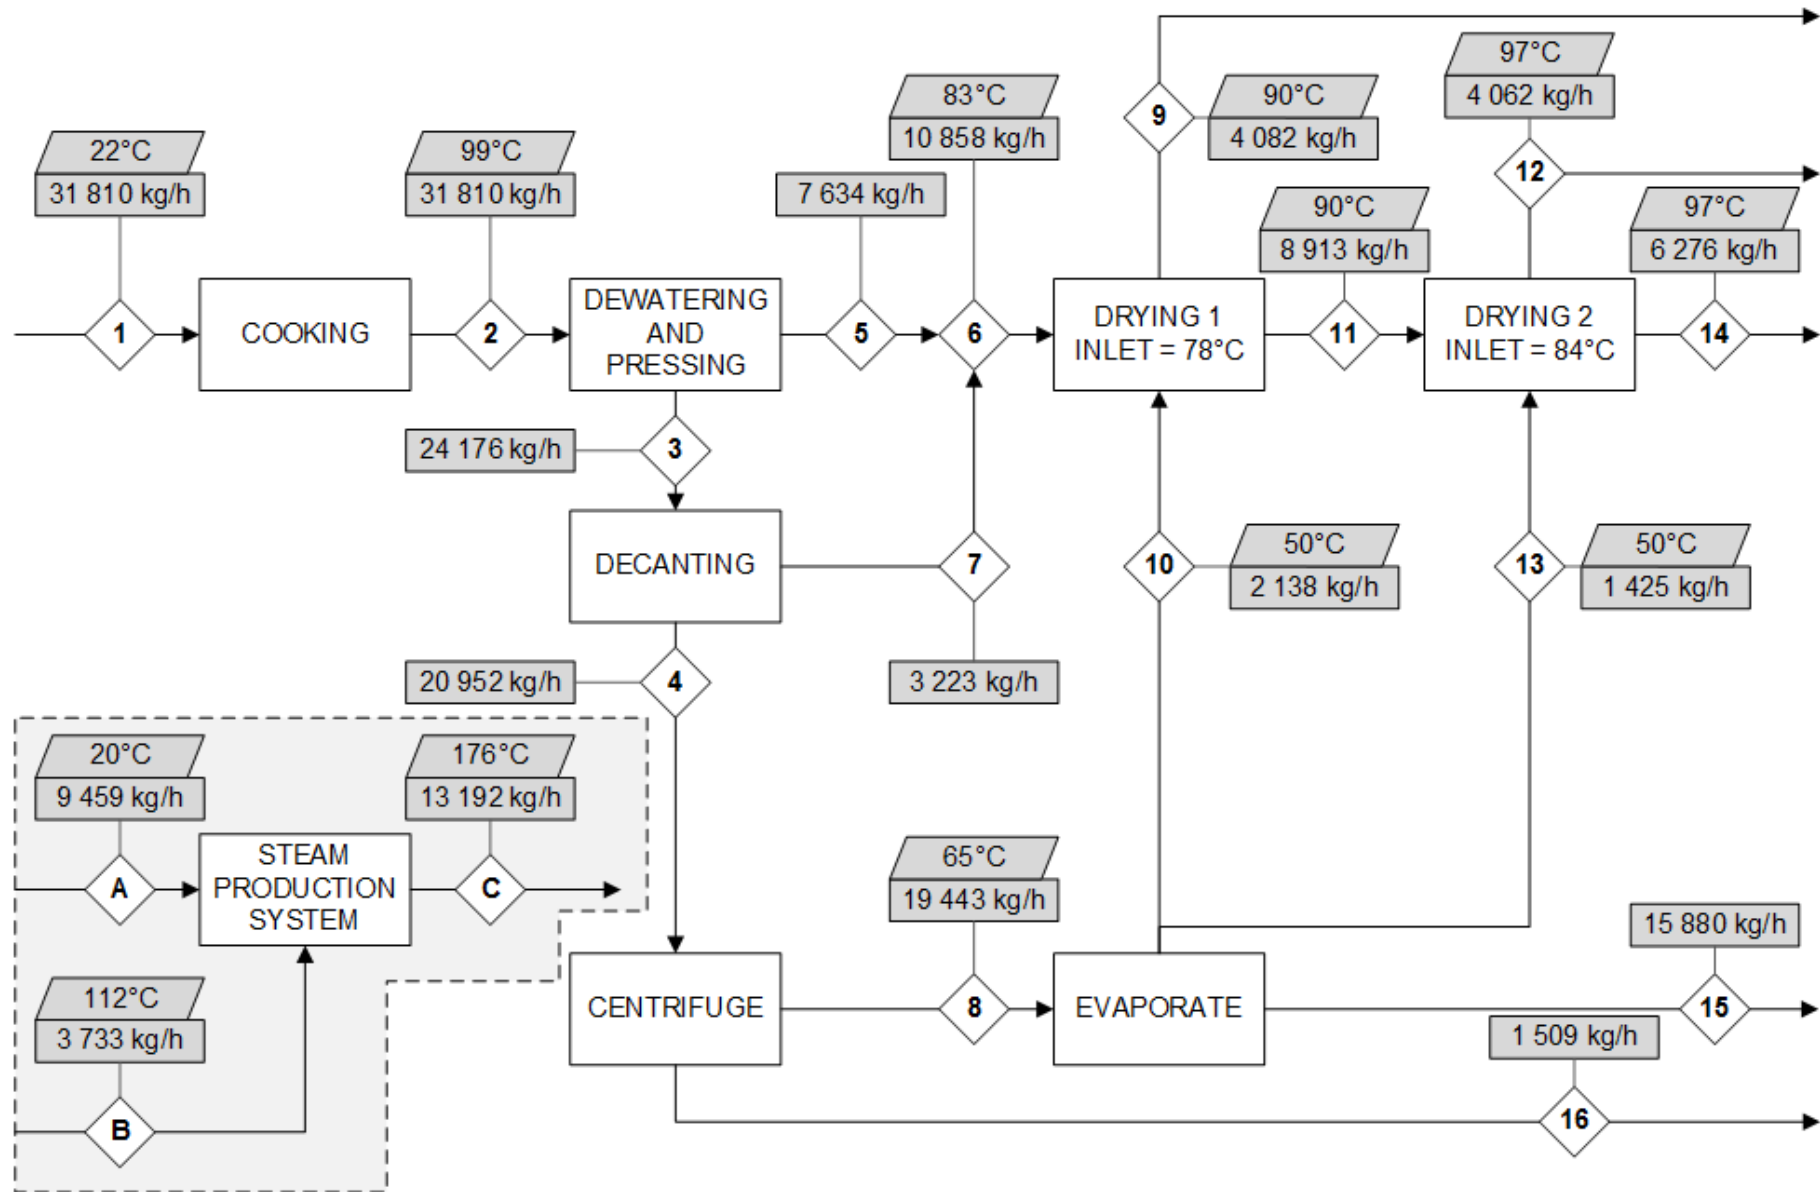 97°C
4 062 kg/h
83°C
10 858 kg/h
9
90°C
4 082 kg/h
22°C
31 810 kg/h
99°C
31 810 kg/h
7 634 kg/h
12
90°C
8 913 kg/h
97°C
6 276 kg/h
1
COOKING
2
DEWATERING
AND
PRESSING
5
6
DRYING 1
INLET = 78°C
11
DRYING 2
INLET = 84°C
14
24 176 kg/h
3
DECANTING
7
10
50°C
2 138 kg/h
13
50°C
1 425 kg/h
20 952 kg/h
4
3 223 kg/h
20°C
9 459 kg/h
176°C
13 192 kg/h
A
STEAM
PRODUCTION
SYSTEM
C
65°C
19 443 kg/h
15 880 kg/h
112°C
3 733 kg/h
CENTRIFUGE
8
EVAPORATE
15
1 509 kg/h
B
16